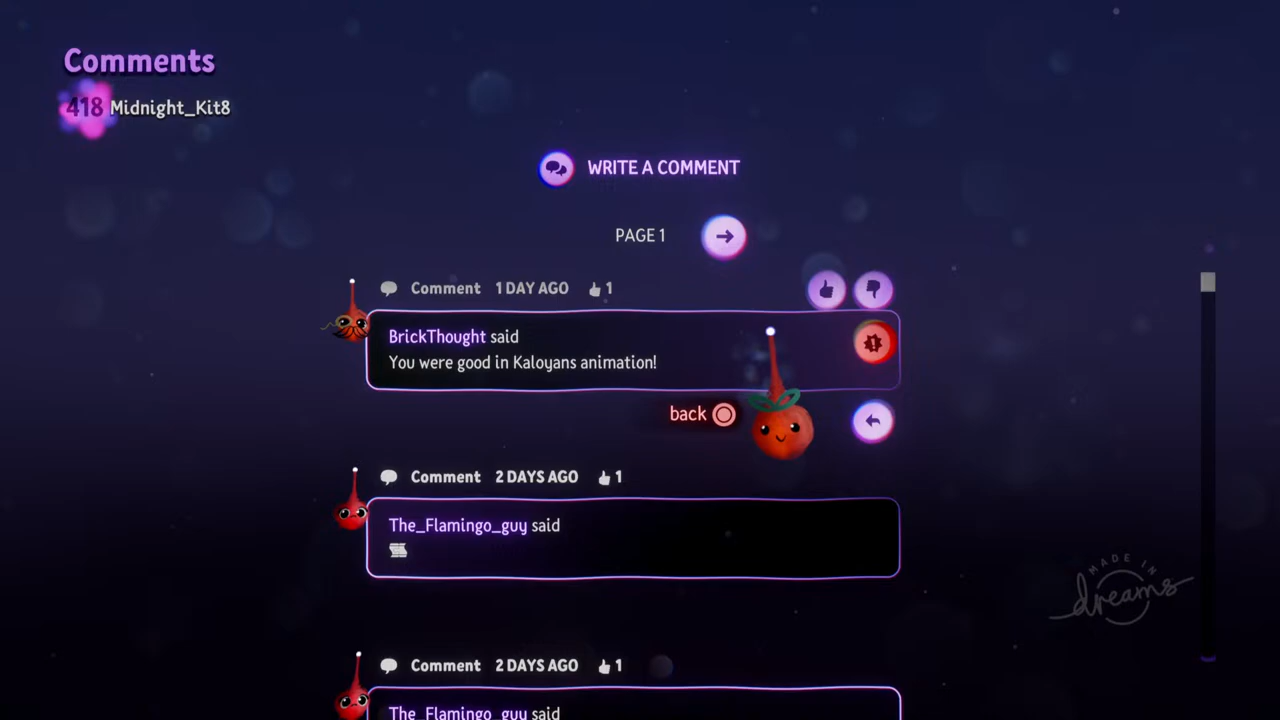 Comments
418 Midnight_Kit8
WRITE A COMMENT
PAGE 1
Comment 1 DAY AGO 1
BrickThought said
You were good in Kaloyans animation!
back
Comment 2 DAYS AGO 1
The_Flamingo_guy said
MADE IN
dreams
Comment 2 DAYS AGO 1
The_Flamingo_guy said